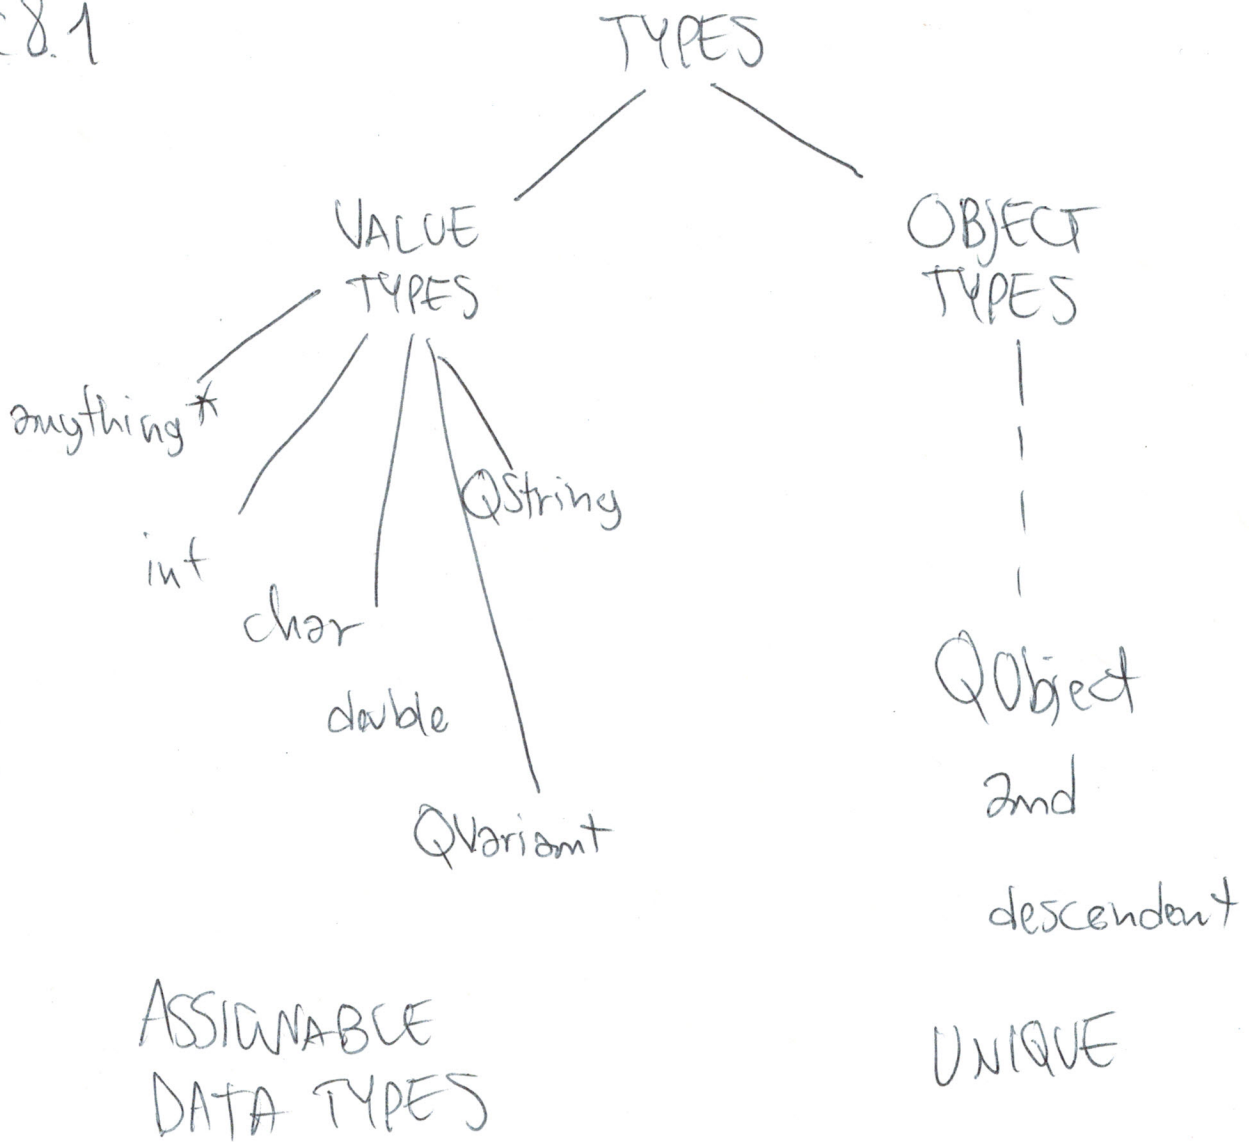 8.1
TYPES
VALUE
TYPES
OBJECT
TYPES
anything*
int
char
double
QString
QVariant
QObject
and
descendent
ASSIGNABLE
DATA TYPES
UNIQUE